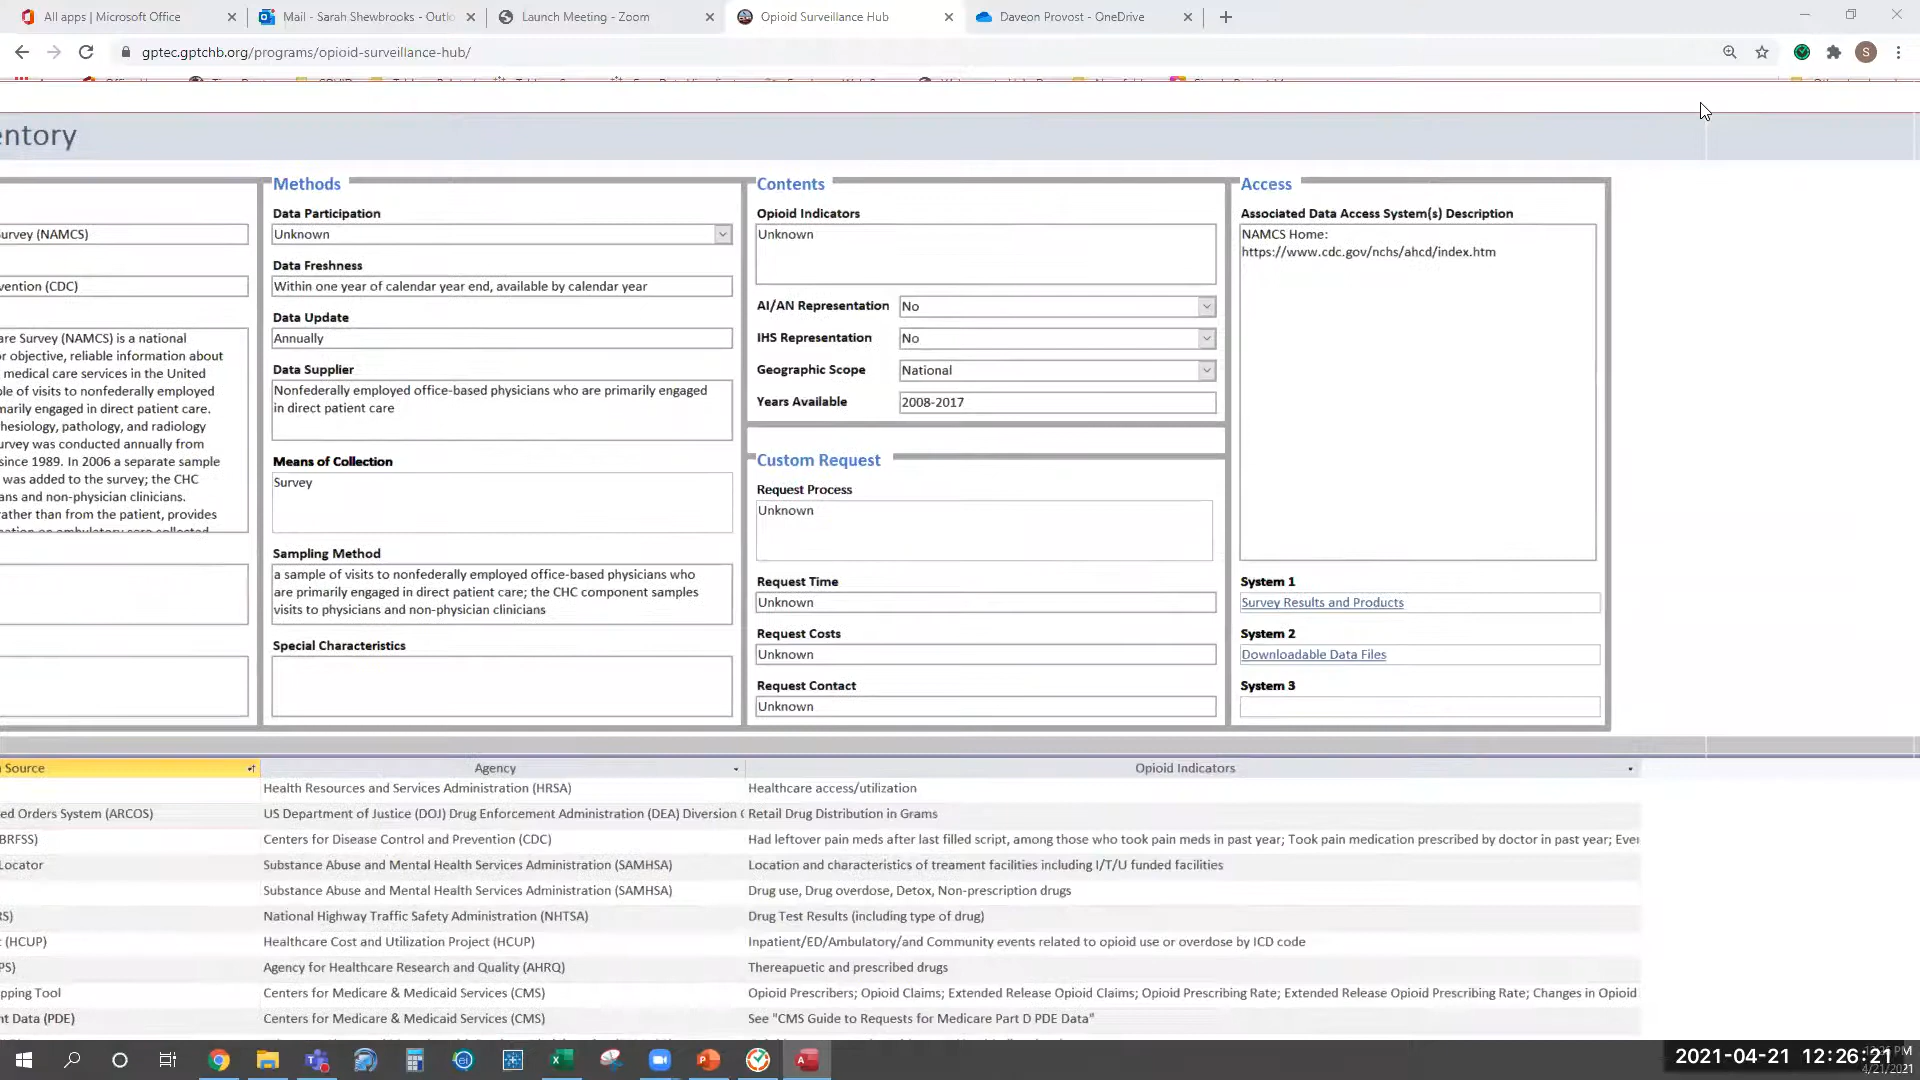 All apps | Microsoft Office
Mail - Sarah Shewbrooks - Outlo
Launch Meeting - Zoom
Opioid Surveillance Hub
Daveon Provost - OneDrive
gptec.gptchb.org/programs/opioid-surveillance-hub/
S
entory
Methods
Data Participation
Unknown
Data Freshness
Within one year of calendar year end, available by calendar year
Data Update
Annually
Data Supplier
Nonfederally employed office-based physicians who are primarily engaged
in direct patient care
Means of Collection
Survey
Sampling Method
a sample of visits to nonfederally employed office-based physicians who
are primarily engaged in direct patient care; the CHC component samples
visits to physicians and non-physician clinicians
Special Characteristics
urvey (NAMCS)
vention (CDC)
are Survey (NAMCS) is a national
or objective, reliable information about
medical care services in the United
le of visits to nonfederally employed
marily engaged in direct patient care.
hesiology, pathology, and radiology
urvey was conducted annually from
since 1989. In 2006 a separate sample
was added to the survey; the CHC
ans and non-physician clinicians.
ather than from the patient, provides
Contents
Opioid Indicators
Unknown
AI/AN Representation No
IHS Representation No
Geographic Scope National
Years Available 2008-2017
Custom Request
Request Process
Unknown
Request Time
Unknown
Request Costs
Unknown
Request Contact
Unknown
Access
Associated Data Access System(s) Description
NAMCS Home:
https://www.cdc.gov/nchs/ahcd/index.htm
System 1
Survey Results and Products
System 2
Downloadable Data Files
System 3
Source Agency Opioid Indicators
Health Resources and Services Administration (HRSA) Healthcare access/utilization
ed Orders System (ARCOS) US Department of Justice (DOJ) Drug Enforcement Administration (DEA) Diversion C Retail Drug Distribution in Grams
BRFSS) Centers for Disease Control and Prevention (CDC) Had leftover pain meds after last filled script, among those who took pain meds in past year; Took pain medication prescribed by doctor in past year; Ever
Locator Substance Abuse and Mental Health Services Administration (SAMHSA) Location and characteristics of treament facilities including I/T/U funded facilities
Substance Abuse and Mental Health Services Administration (SAMHSA) Drug use, Drug overdose, Detox, Non-prescription drugs
RS) National Highway Traffic Safety Administration (NHTSA) Drug Test Results (including type of drug)
t (HCUP) Healthcare Cost and Utilization Project (HCUP) Inpatient/ED/Ambulatory/and Community events related to opioid use or overdose by ICD code
PS) Agency for Healthcare Research and Quality (AHRQ) Thereapuetic and prescribed drugs
pping Tool Centers for Medicare & Medicaid Services (CMS) Opioid Prescribers; Opioid Claims; Extended Release Opioid Claims; Opioid Prescribing Rate; Extended Release Opioid Prescribing Rate; Changes in Opioid
nt Data (PDE) Centers for Medicare & Medicaid Services (CMS) See "CMS Guide to Requests for Medicare Part D PDE Data"
2021-04-21 12:26:21
4/21/2021